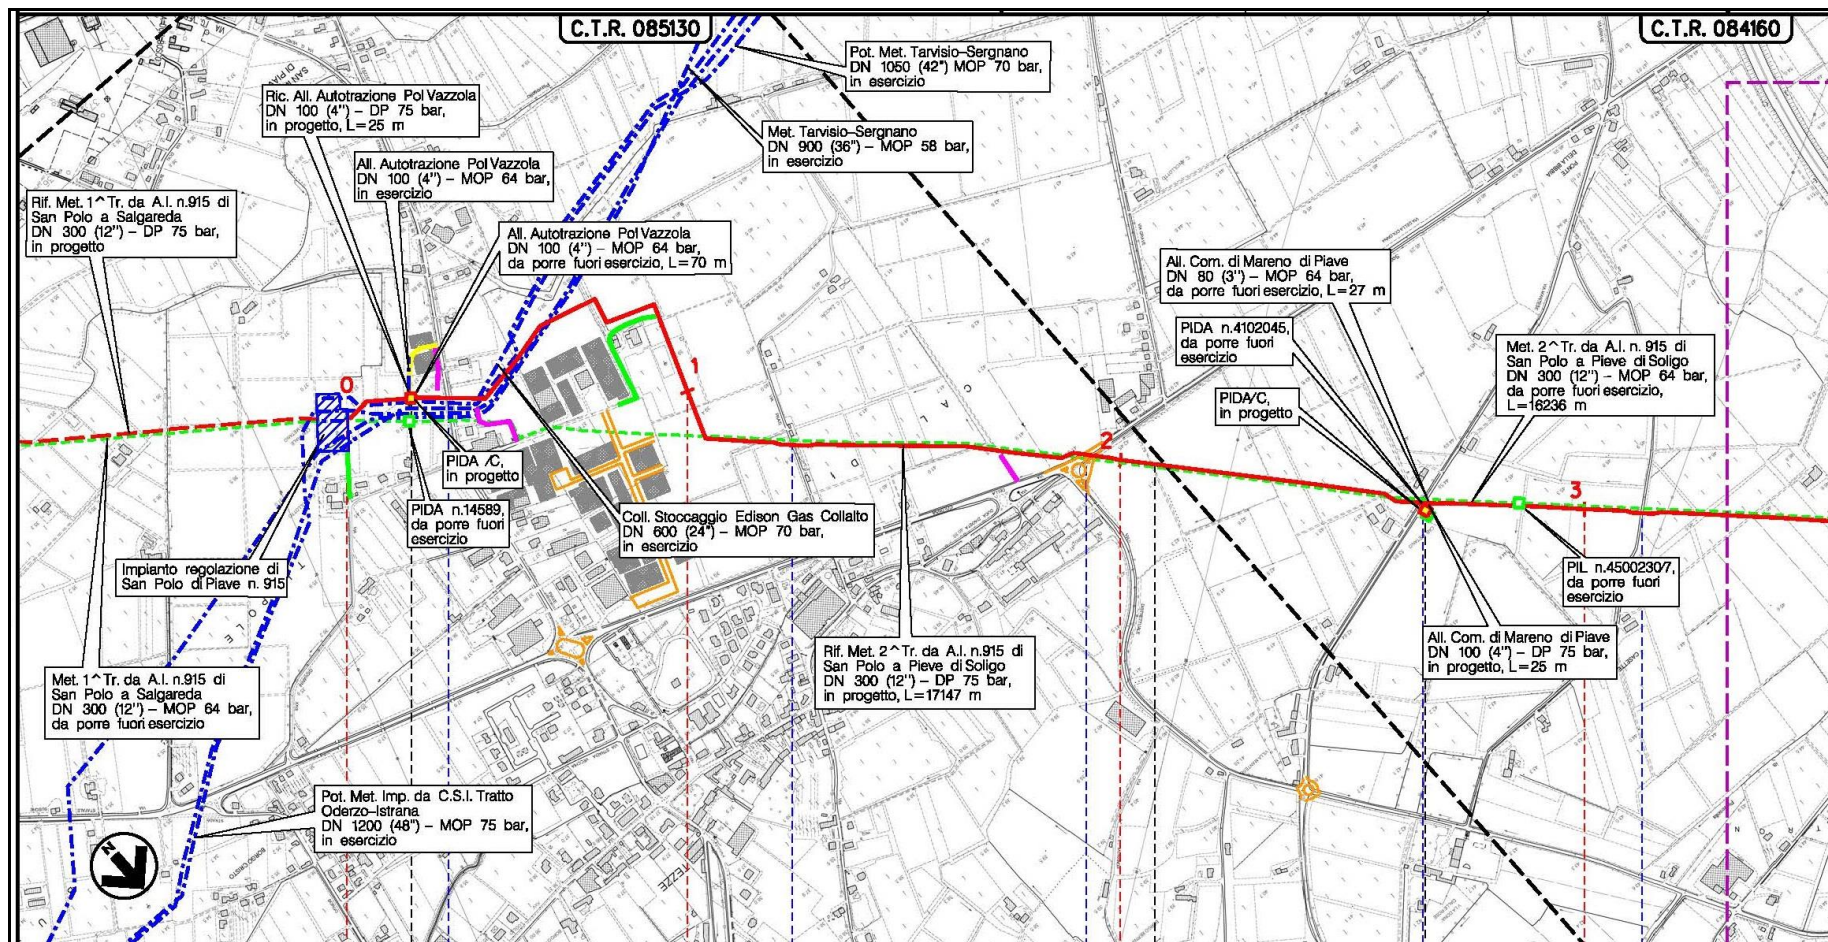 C.T.R. 085130
C.T.R. 084160
Pot. Met. Tarvisio-Sergnano
DN 1050 (42") MOP 70 bar,
in esercizio
Ric. All. Autotrazione Pol Vazzola
DN 100 (4'') - DP 75 bar,
in progetto, L=25 m
Met. Tarvisio-Sergnano
DN 900 (36") - MOP 58 bar,
in esercizio
All. Autotrazione Pol Vazzola
DN 100 (4'') - MOP 64 bar,
in esercizio
Rif. Met. 1^Tr. da A.I. n.915 di
San Polo a Salgareda
DN 300 (12'') - DP 75 bar,
in progetto
All. Autotrazione Pol Vazzola
DN 100 (4'') - MOP 64 bar,
da porre fuori esercizio, L=70 m
All. Com. di Mareno di Piave
DN 80 (3'') - MOP 64 bar,
da porre fuori esercizio, L=27 m
PIDA n.4102045,
da porre fuori
esercizio
Met. 2^Tr. da A.I. n. 915 di
San Polo a Pieve di Soligo
DN 300 (12'') - MOP 64 bar,
da porre fuori esercizio,
L=16236 m
PIDA/C,
in progetto
0
1
2
3
PIDA /C,
in progetto
PIDA n.14589,
da porre fuori
esercizio
Coll. Stoccaggio Edison Gas Collalto
DN 600 (24") - MOP 70 bar,
in esercizio
Impianto regolazione di
San Polo di Piave n. 915
PIL n.4500230/7,
da porre fuori
esercizio
All. Com. di Mareno di Piave
DN 100 (4'') - DP 75 bar,
in progetto, L=25 m
Rif. Met. 2^Tr. da A.I. n.915 di
San Polo a Pieve di Soligo
DN 300 (12'') - DP 75 bar,
in progetto, L=17147 m
Met. 1^Tr. da A.I. n.915 di
San Polo a Salgareda
DN 300 (12'') - MOP 64 bar,
da porre fuori esercizio
Pot. Met. Imp. da C.S.I. Tratto
Oderzo-Istrana
DN 1200 (48") - MOP 75 bar,
in esercizio
N
TEZZE
BORGO CRISTO